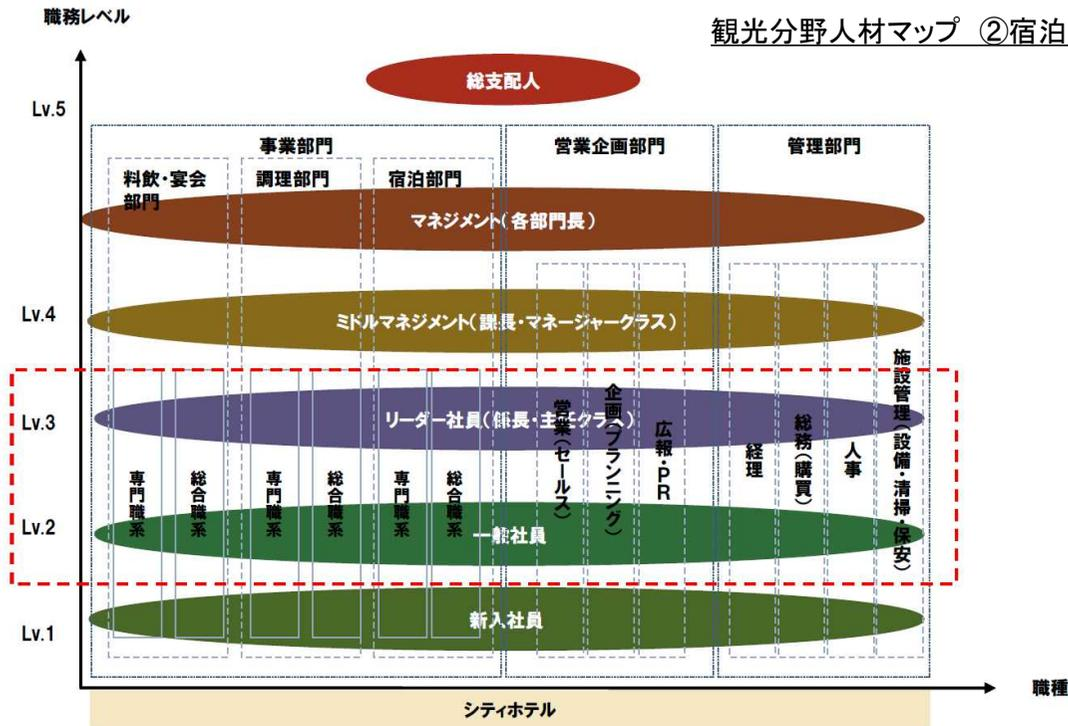 職務レベル
観光分野人材マップ ②宿泊
総支配人
Lv.5
事業部門
営業企画部門
管理部門
料飲・宴会
部門
調理部門
宿泊部門
マネジメント(各部門長)
Lv.4
ミドルマネジメント(課長・マネージャークラス)
Lv.3
リーダー社員(係長・主任クラス)
専門職系
総合職系
専門職系
総合職系
専門職系
総合職系
営業(セールス)
企画(プランニング)
広報・PR
経理
総務(購買)
人事
施設管理(設備・清掃・保安)
Lv.2
一般社員
Lv.1
新入社員
職種
シティホテル